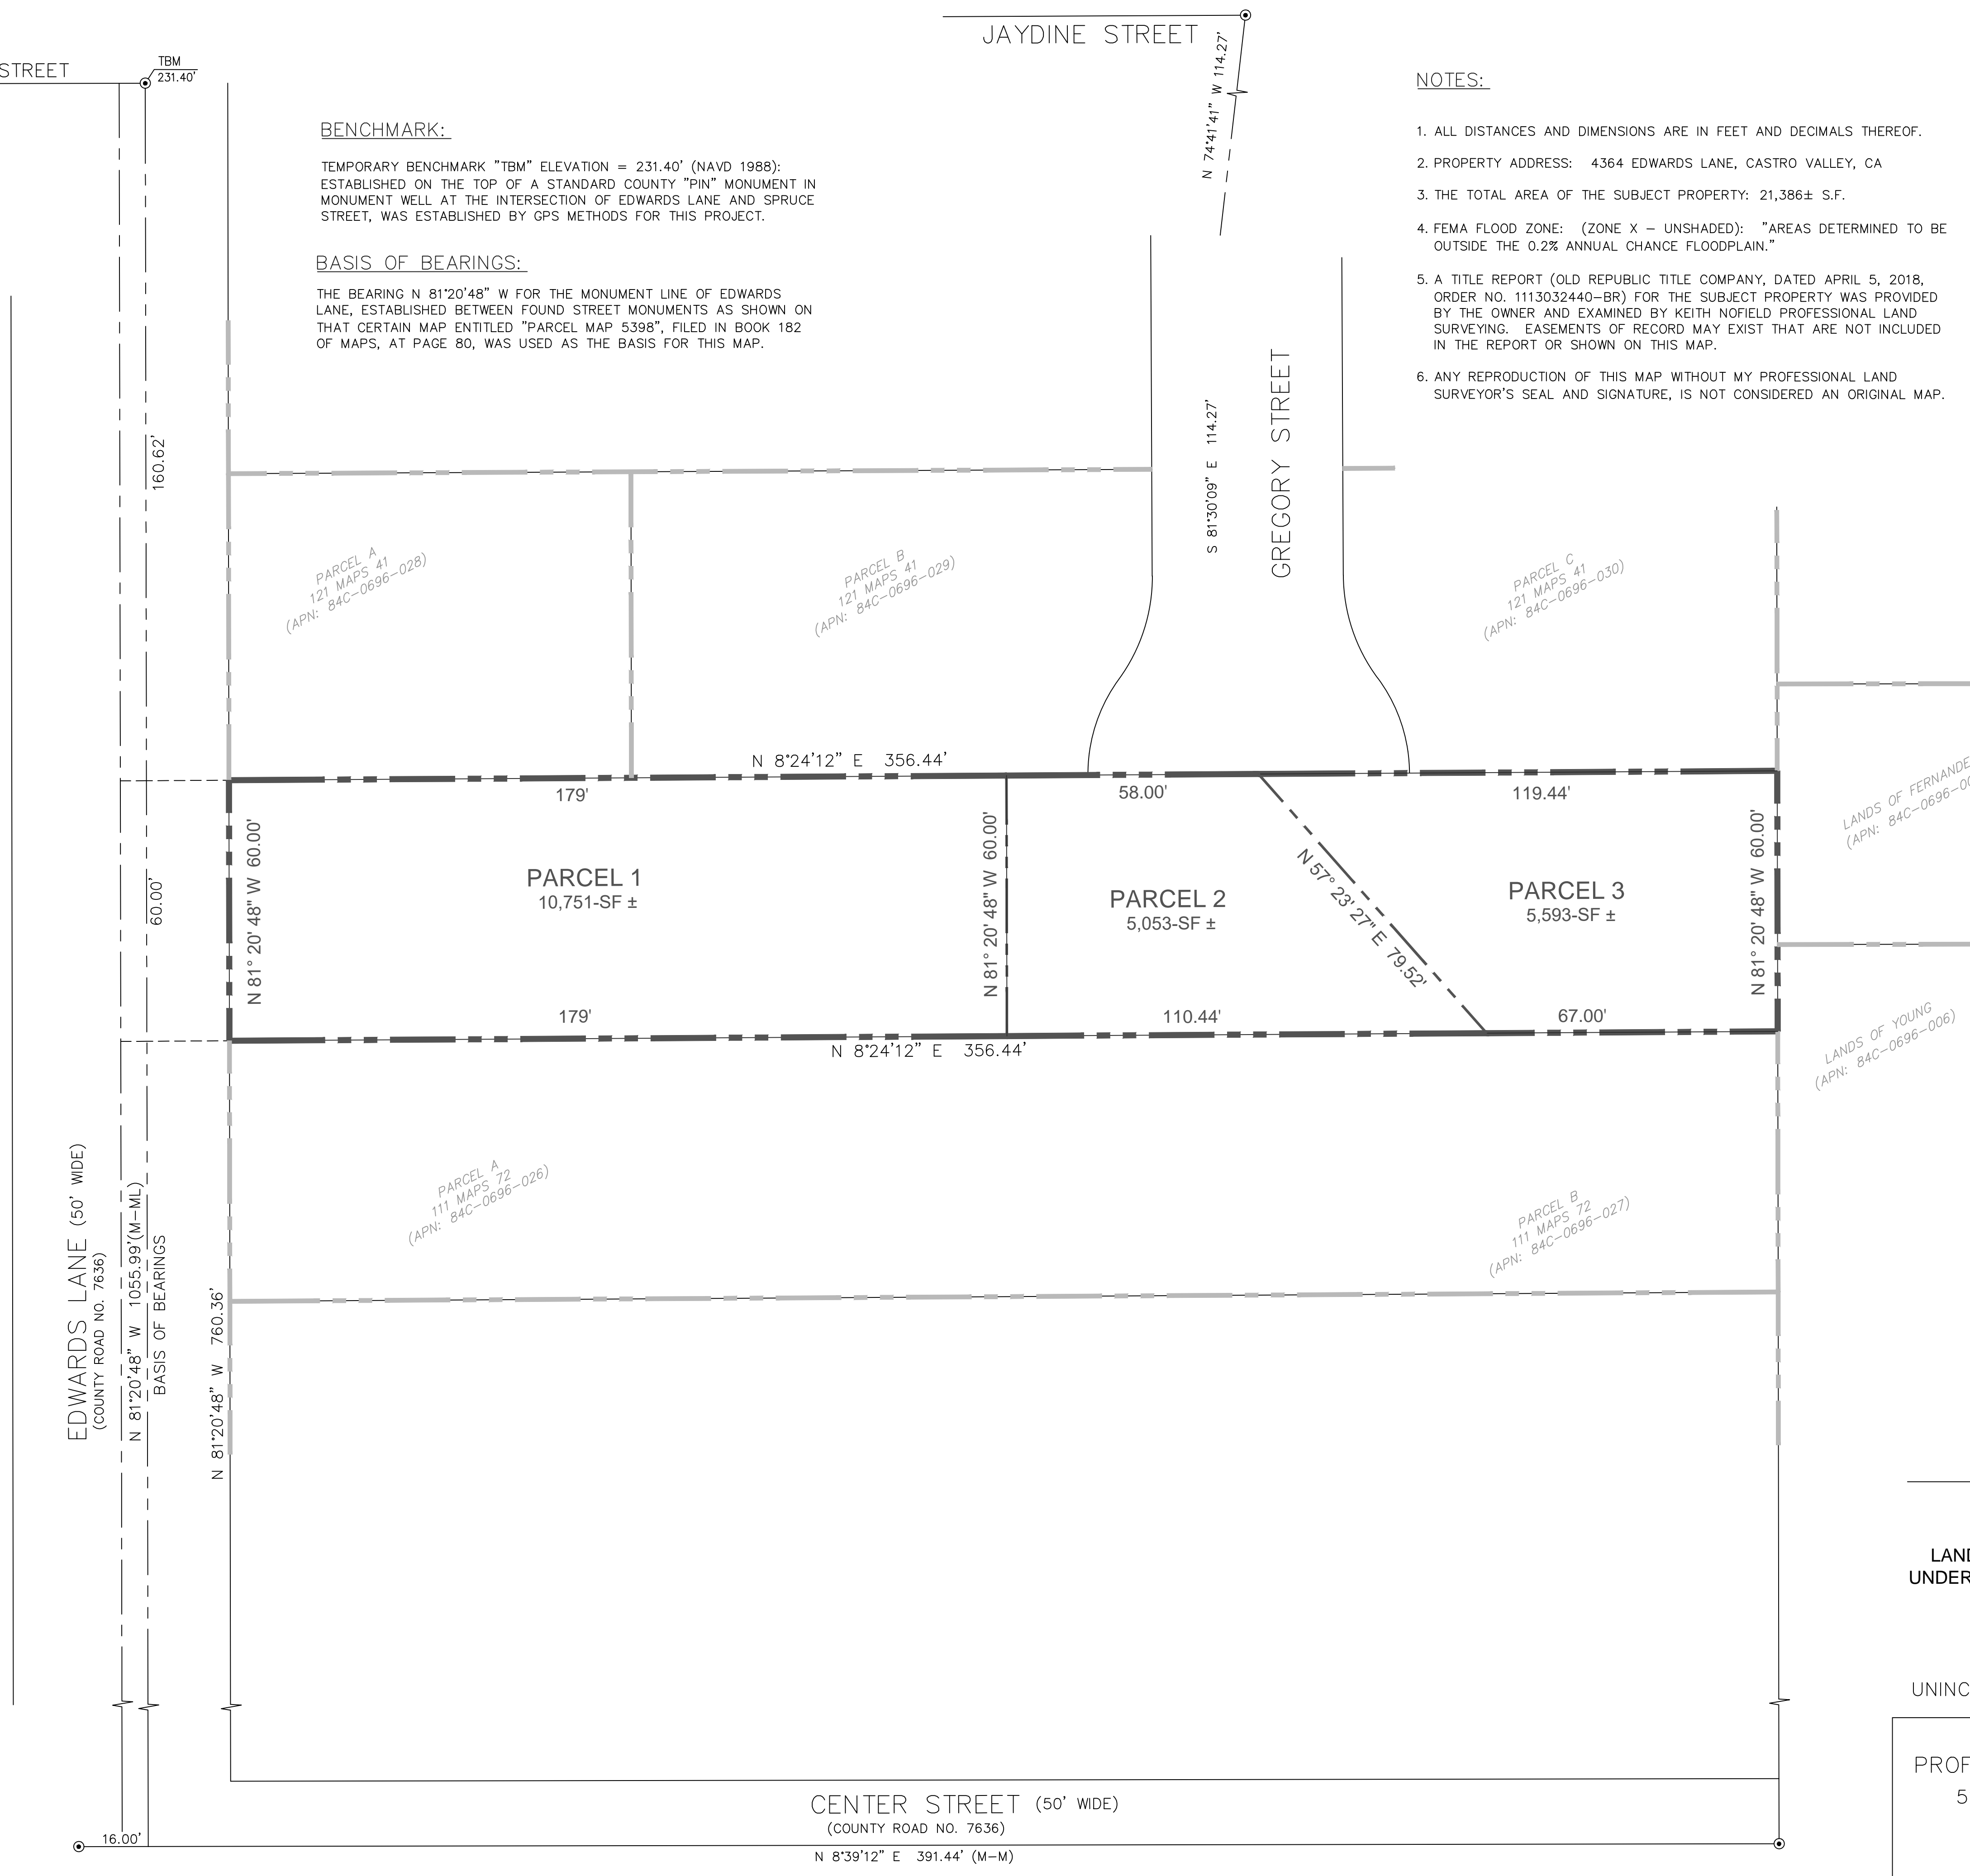 JAYDINE STREET
STREET
TBM
231.40'
N 74°41'41" W 114.27'
NOTES:
1. ALL DISTANCES AND DIMENSIONS ARE IN FEET AND DECIMALS THEREOF.
2. PROPERTY ADDRESS: 4364 EDWARDS LANE, CASTRO VALLEY, CA
3. THE TOTAL AREA OF THE SUBJECT PROPERTY: 21,386± S.F.
4. FEMA FLOOD ZONE: (ZONE X – UNSHADED): "AREAS DETERMINED TO BE
OUTSIDE THE 0.2% ANNUAL CHANCE FLOODPLAIN."
5. A TITLE REPORT (OLD REPUBLIC TITLE COMPANY, DATED APRIL 5, 2018,
ORDER NO. 1113032440-BR) FOR THE SUBJECT PROPERTY WAS PROVIDED
BY THE OWNER AND EXAMINED BY KEITH NOFIELD PROFESSIONAL LAND
SURVEYING. EASEMENTS OF RECORD MAY EXIST THAT ARE NOT INCLUDED
IN THE REPORT OR SHOWN ON THIS MAP.
6. ANY REPRODUCTION OF THIS MAP WITHOUT MY PROFESSIONAL LAND
SURVEYOR'S SEAL AND SIGNATURE, IS NOT CONSIDERED AN ORIGINAL MAP.
BENCHMARK:
TEMPORARY BENCHMARK "TBM" ELEVATION = 231.40' (NAVD 1988):
ESTABLISHED ON THE TOP OF A STANDARD COUNTY "PIN" MONUMENT IN
MONUMENT WELL AT THE INTERSECTION OF EDWARDS LANE AND SPRUCE
STREET, WAS ESTABLISHED BY GPS METHODS FOR THIS PROJECT.
BASIS OF BEARINGS:
THE BEARING N 81°20'48" W FOR THE MONUMENT LINE OF EDWARDS
LANE, ESTABLISHED BETWEEN FOUND STREET MONUMENTS AS SHOWN ON
THAT CERTAIN MAP ENTITLED "PARCEL MAP 5398", FILED IN BOOK 182
OF MAPS, AT PAGE 80, WAS USED AS THE BASIS FOR THIS MAP.
160.62'
S 81°30'09" E 114.27'
GREGORY STREET
PARCEL A
121 MAPS 41
(APN: 84C-0696-028)
PARCEL B
121 MAPS 41
(APN: 84C-0696-029)
PARCEL C
121 MAPS 41
(APN: 84C-0696-030)
N 8°24'12" E 356.44'
179'
58.00'
119.44'
LANDS OF FERNANDE
(APN: 84C-0696-00
60.00'
N 81° 20' 48" W 60.00'
PARCEL 1
10,751-SF ±
N 81° 20' 48" W 60.00'
PARCEL 2
5,053-SF ±
N 57° 23' 27" E 79.52'
PARCEL 3
5,593-SF ±
N 81° 20' 48" W 60.00'
179'
110.44'
67.00'
N 8°24'12" E 356.44'
LANDS OF YOUNG
(APN: 84C-0696-006)
PARCEL A
111 MAPS 72
(APN: 84C-0696-026)
PARCEL B
111 MAPS 72
(APN: 84C-0696-027)
EDWARDS LANE (50' WIDE)
(COUNTY ROAD NO. 7636)
N 81°20'48" W 1055.99'(M-ML)
BASIS OF BEARINGS
N 81°20'48" W 760.36'
LAND
UNDER
UNINC
PROF
5
CENTER STREET (50' WIDE)
(COUNTY ROAD NO. 7636)
16.00'
N 8°39'12" E 391.44' (M-M)